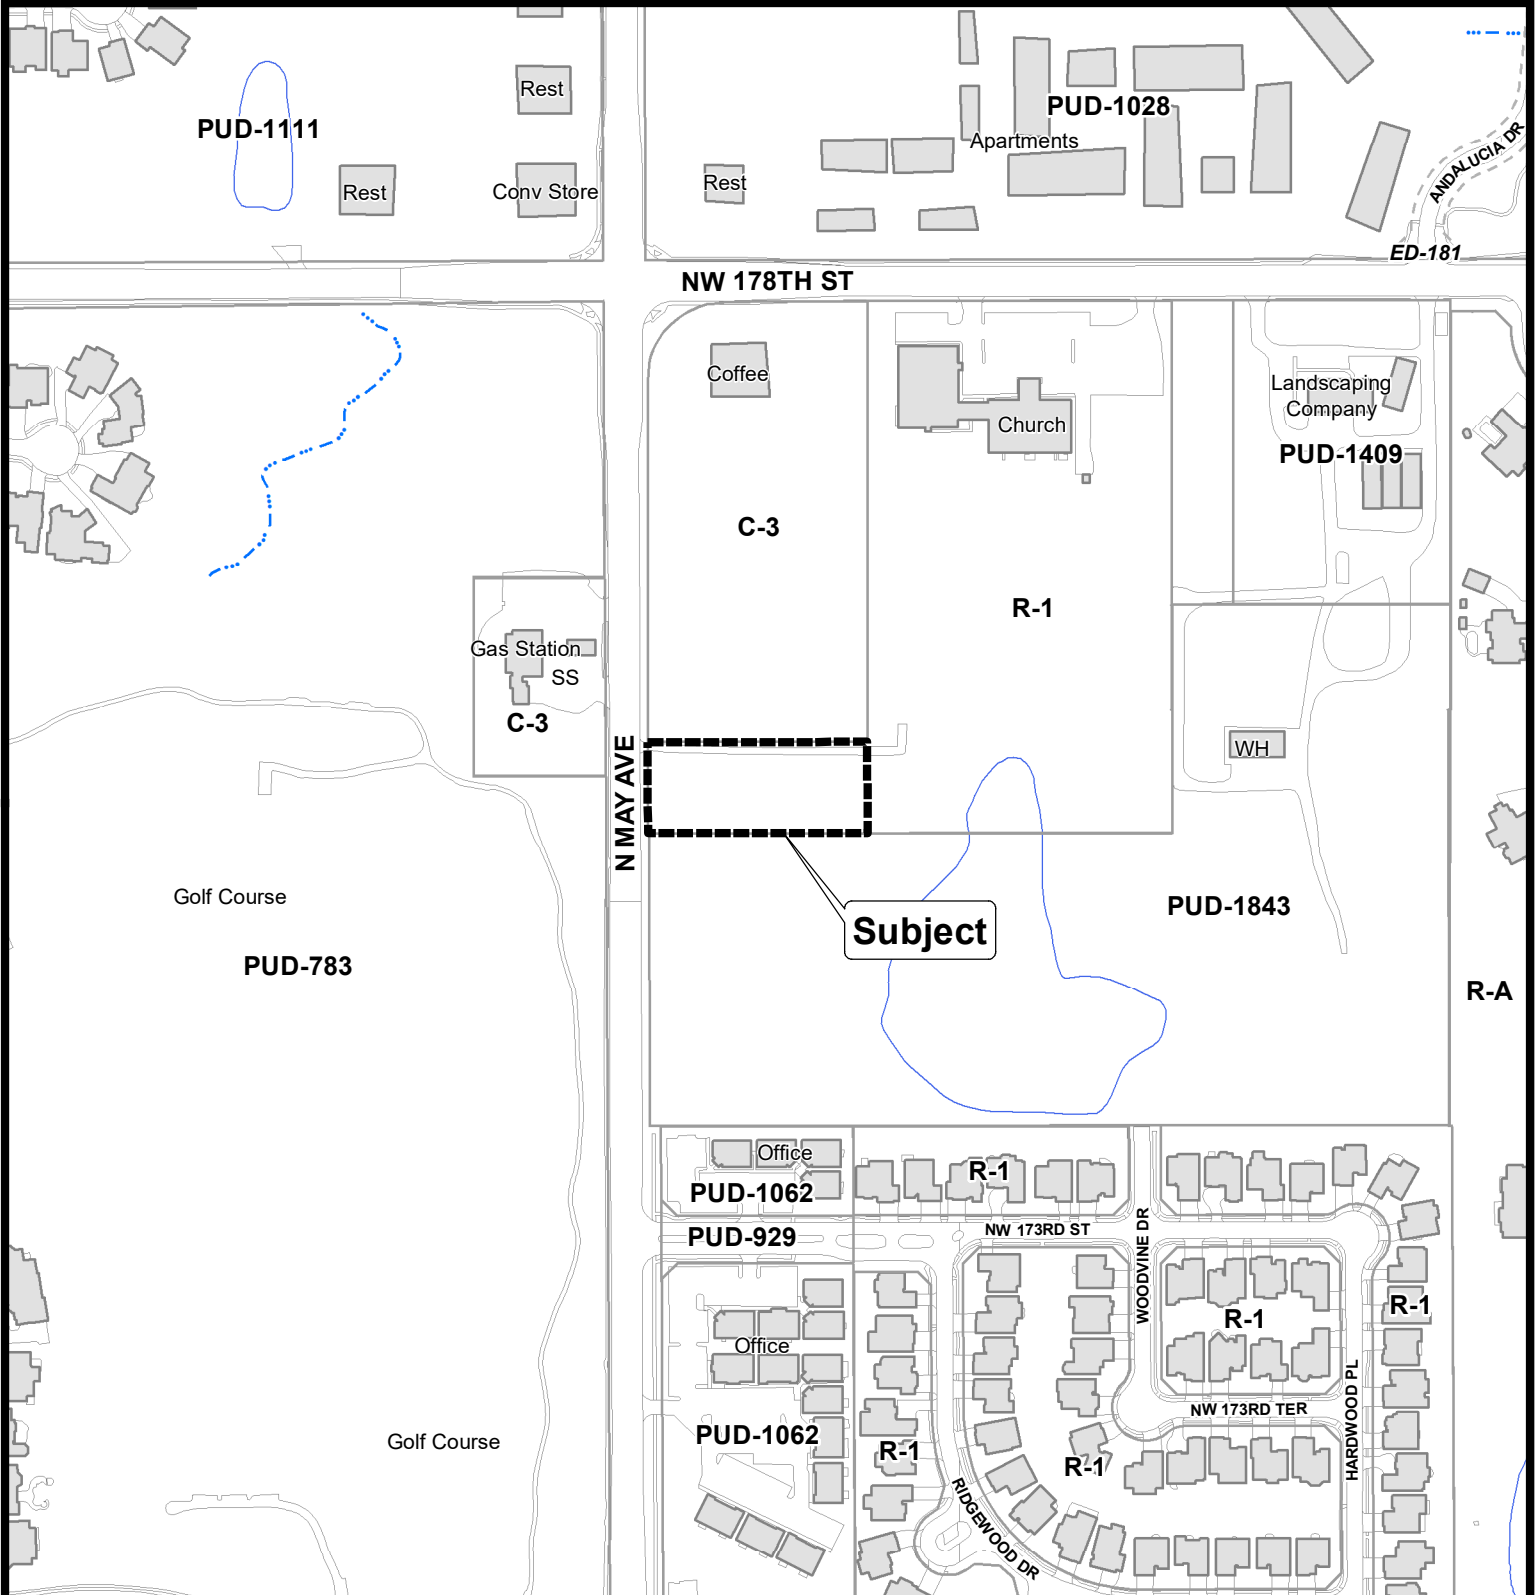 Rest
PUD-1111
PUD-1028
Apartments
Rest
Conv Store
Rest
ANDALUCIA DR
ED-181
NW 178TH ST
Coffee
Church
Landscaping
Company
PUD-1409
C-3
R-1
Gas Station
SS
C-3
WH
N MAY AVE
Golf Course
PUD-1843
Subject
PUD-783
R-A
Office
R-1
PUD-1062
PUD-929
NW 173RD ST
WOODVINE DR
R-1
R-1
Office
HARDWOOD PL
NW 173RD TER
PUD-1062
Golf Course
R-1
R-1
RIDGEWOOD DR